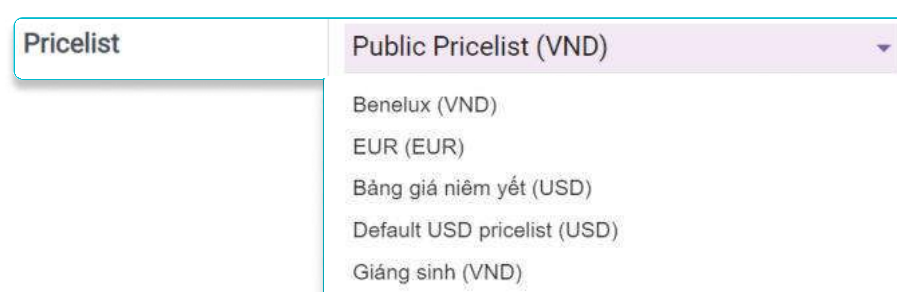 Pricelist
Public Pricelist (VND)
Benelux (VND)
EUR (EUR)
Bảng giá niêm yết (USD)
Default USD pricelist (USD)
Giáng sinh (VND)